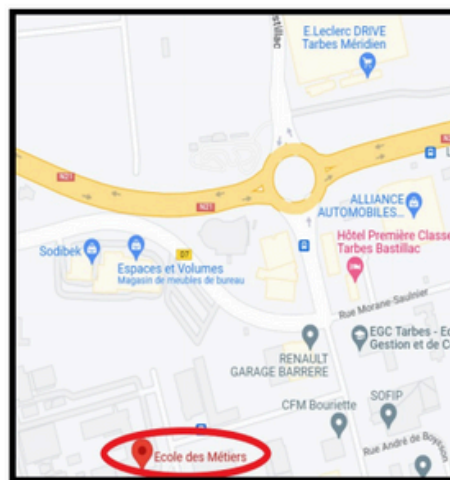 E.Leclerc DRIVE
Tarbes Méridien
N21
N21
ALLIANCE
AUTOMOBILES...
Hôtel Première Classe
Tarbes Bastillac
Sodibek
D7
Espaces et Volumes
Magasin de meubles de bureau
Rue Morane-Saulnier
RENAULT
GARAGE BARRERE
EGC Tarbes - Ec
Gestion et de C
CFM Bouriette
SOFIP
Rue André de Boysson
Ecole des Métiers